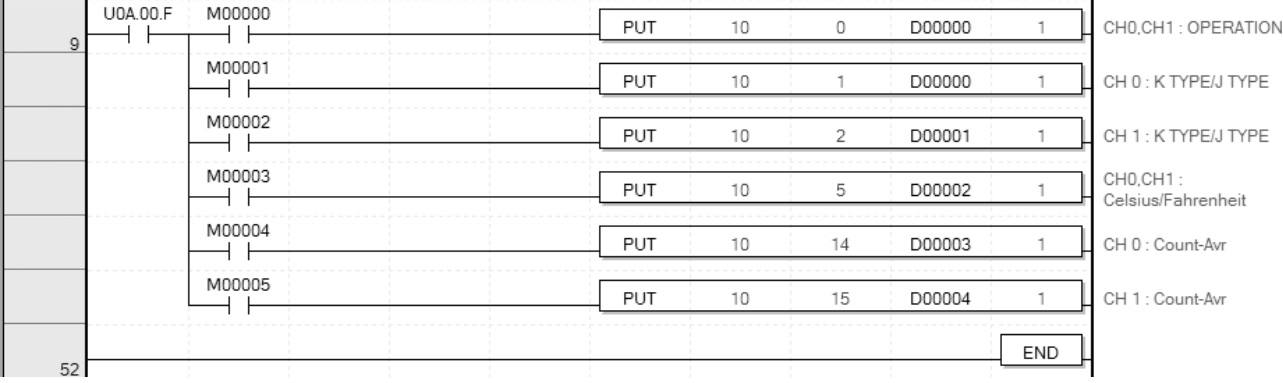 U0A.00.F M00000
9 PUT 10 0 D00000 1 CH0,CH1 : OPERATION
M00001
PUT 10 1 D00000 1 CH 0 : K TYPE/J TYPE
M00002
PUT 10 2 D00001 1 CH 1 : K TYPE/J TYPE
M00003
PUT 10 5 D00002 1 CH0,CH1 :
Celsius/Fahrenheit
M00004
PUT 10 14 D00003 1 CH 0 : Count-Avr
M00005
PUT 10 15 D00004 1 CH 1 : Count-Avr
END
52